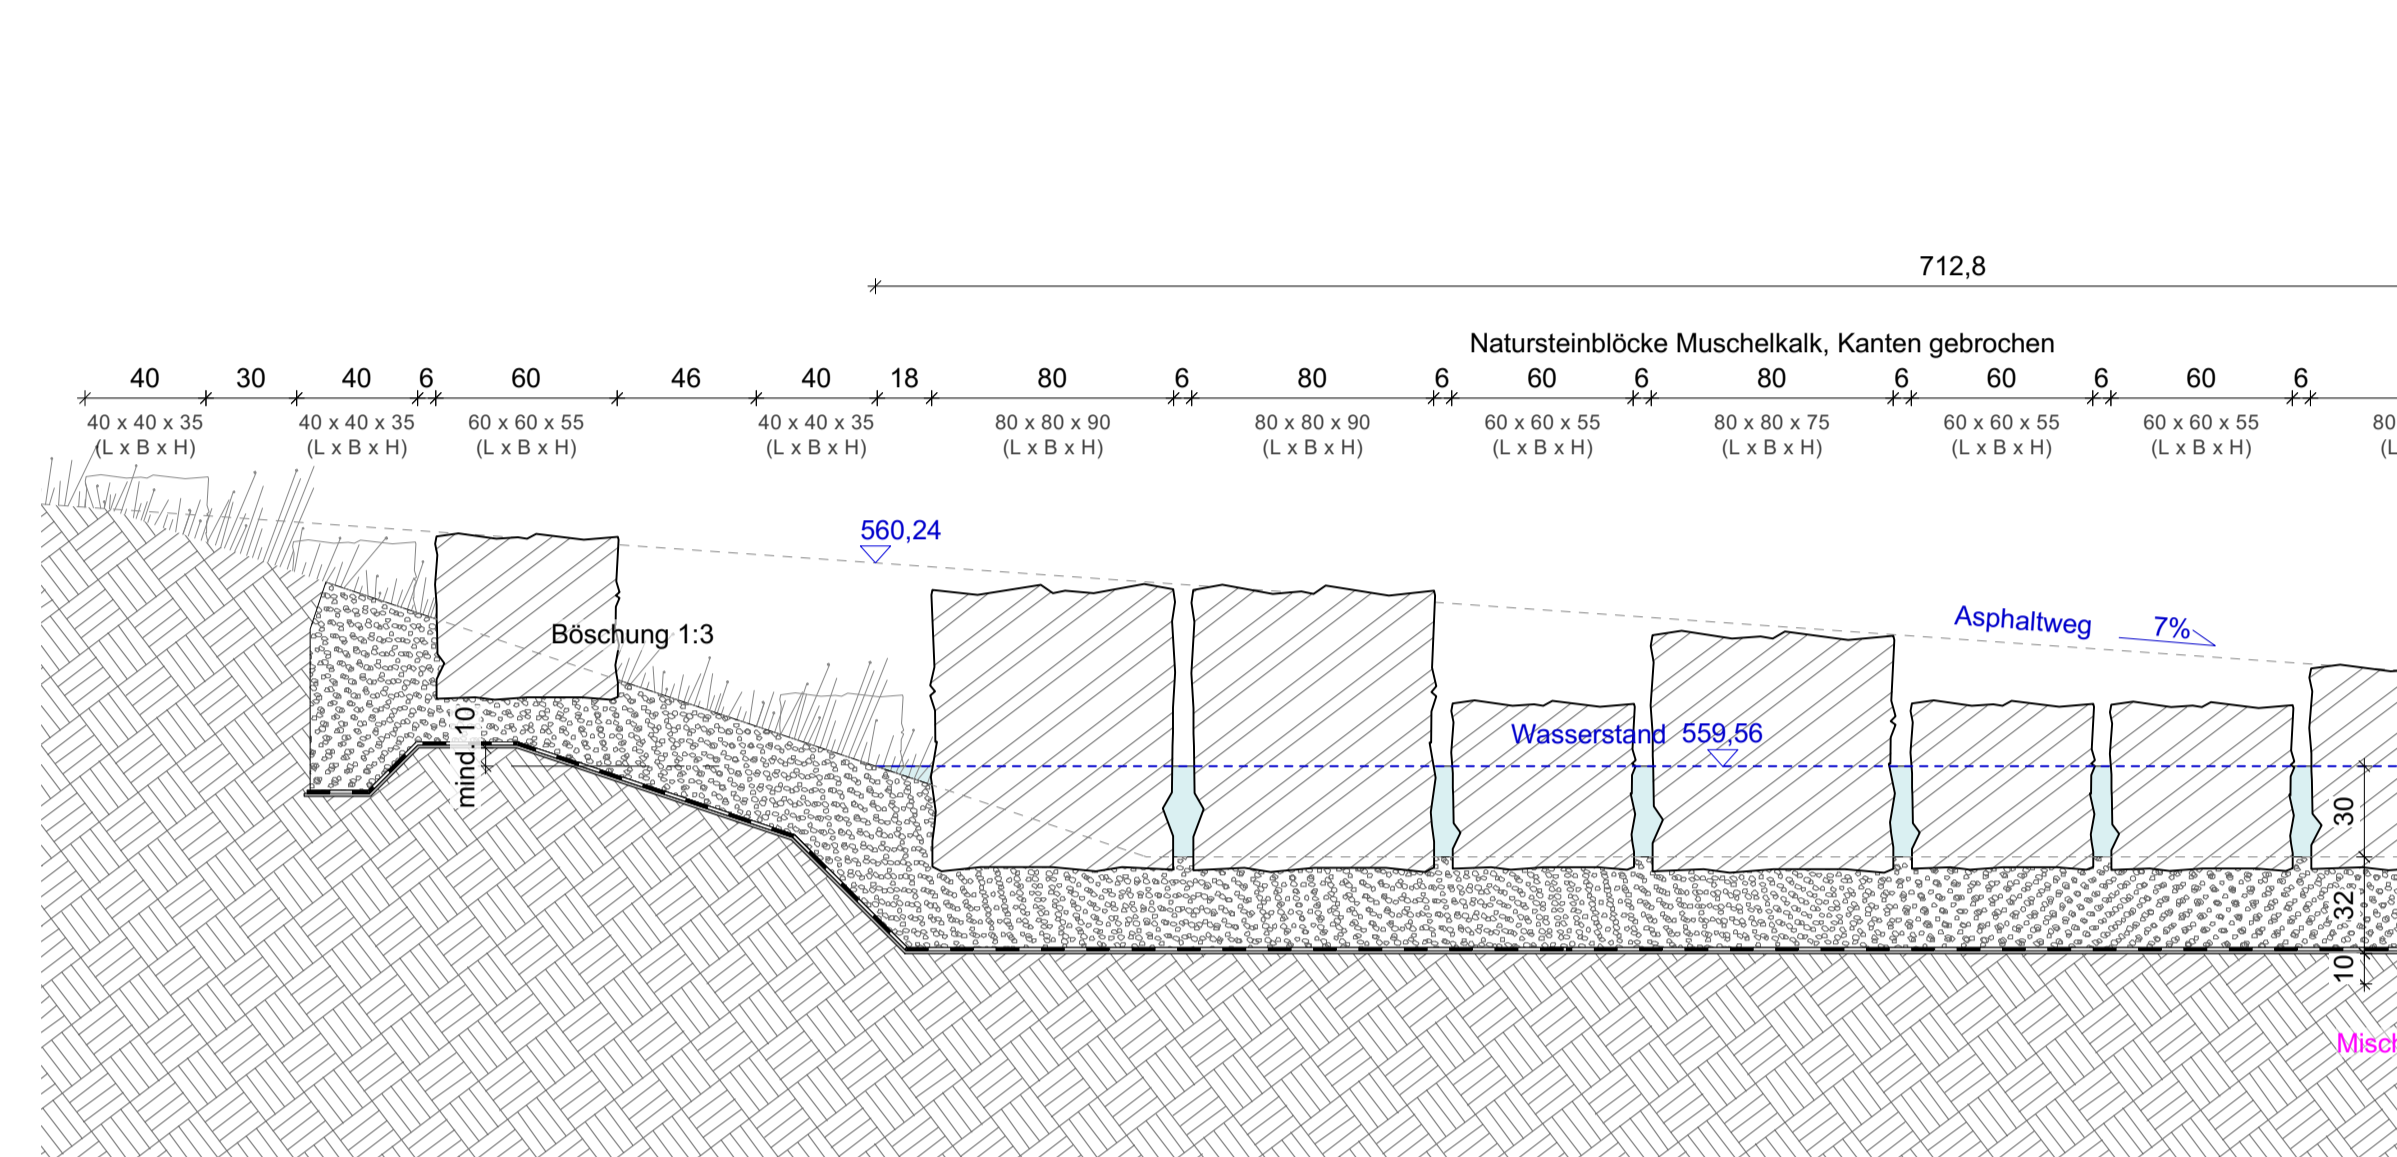 712,8
Natursteinblöcke Muschelkalk, Kanten gebrochen
40 30 40 6 60 46 40 18 80 6 80 6 60 6 80 6 60 6 60 6
40 x 40 x 35 40 x 40 x 35 60 x 60 x 55 40 x 40 x 35 80 x 80 x 90 80 x 80 x 90 60 x 60 x 55 80 x 80 x 75 60 x 60 x 55 60 x 60 x 55 80
(L x B x H) (L x B x H) (L x B x H) (L x B x H) (L x B x H) (L x B x H) (L x B x H) (L x B x H) (L x B x H) (L x B x H) (L
560,24
Asphaltweg 7%
Böschung 1:3
Wasserstand 559,56
mind. 10
30
32
10
Misch